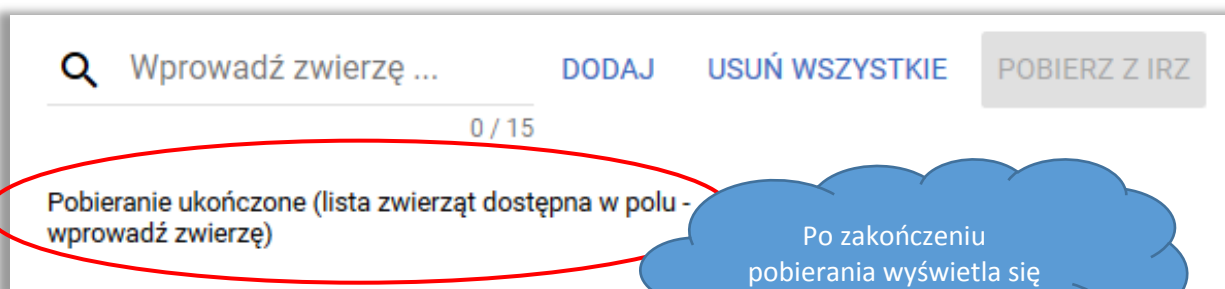 Wprowadź zwierzę ... DODAJ USUŃ WSZYSTKIE POBIERZ Z IRZ
0 / 15
Pobieranie ukończone (lista zwierząt dostępna w polu -
wprowadź zwierzę)
Po zakończeniu
pobierania wyświetla się